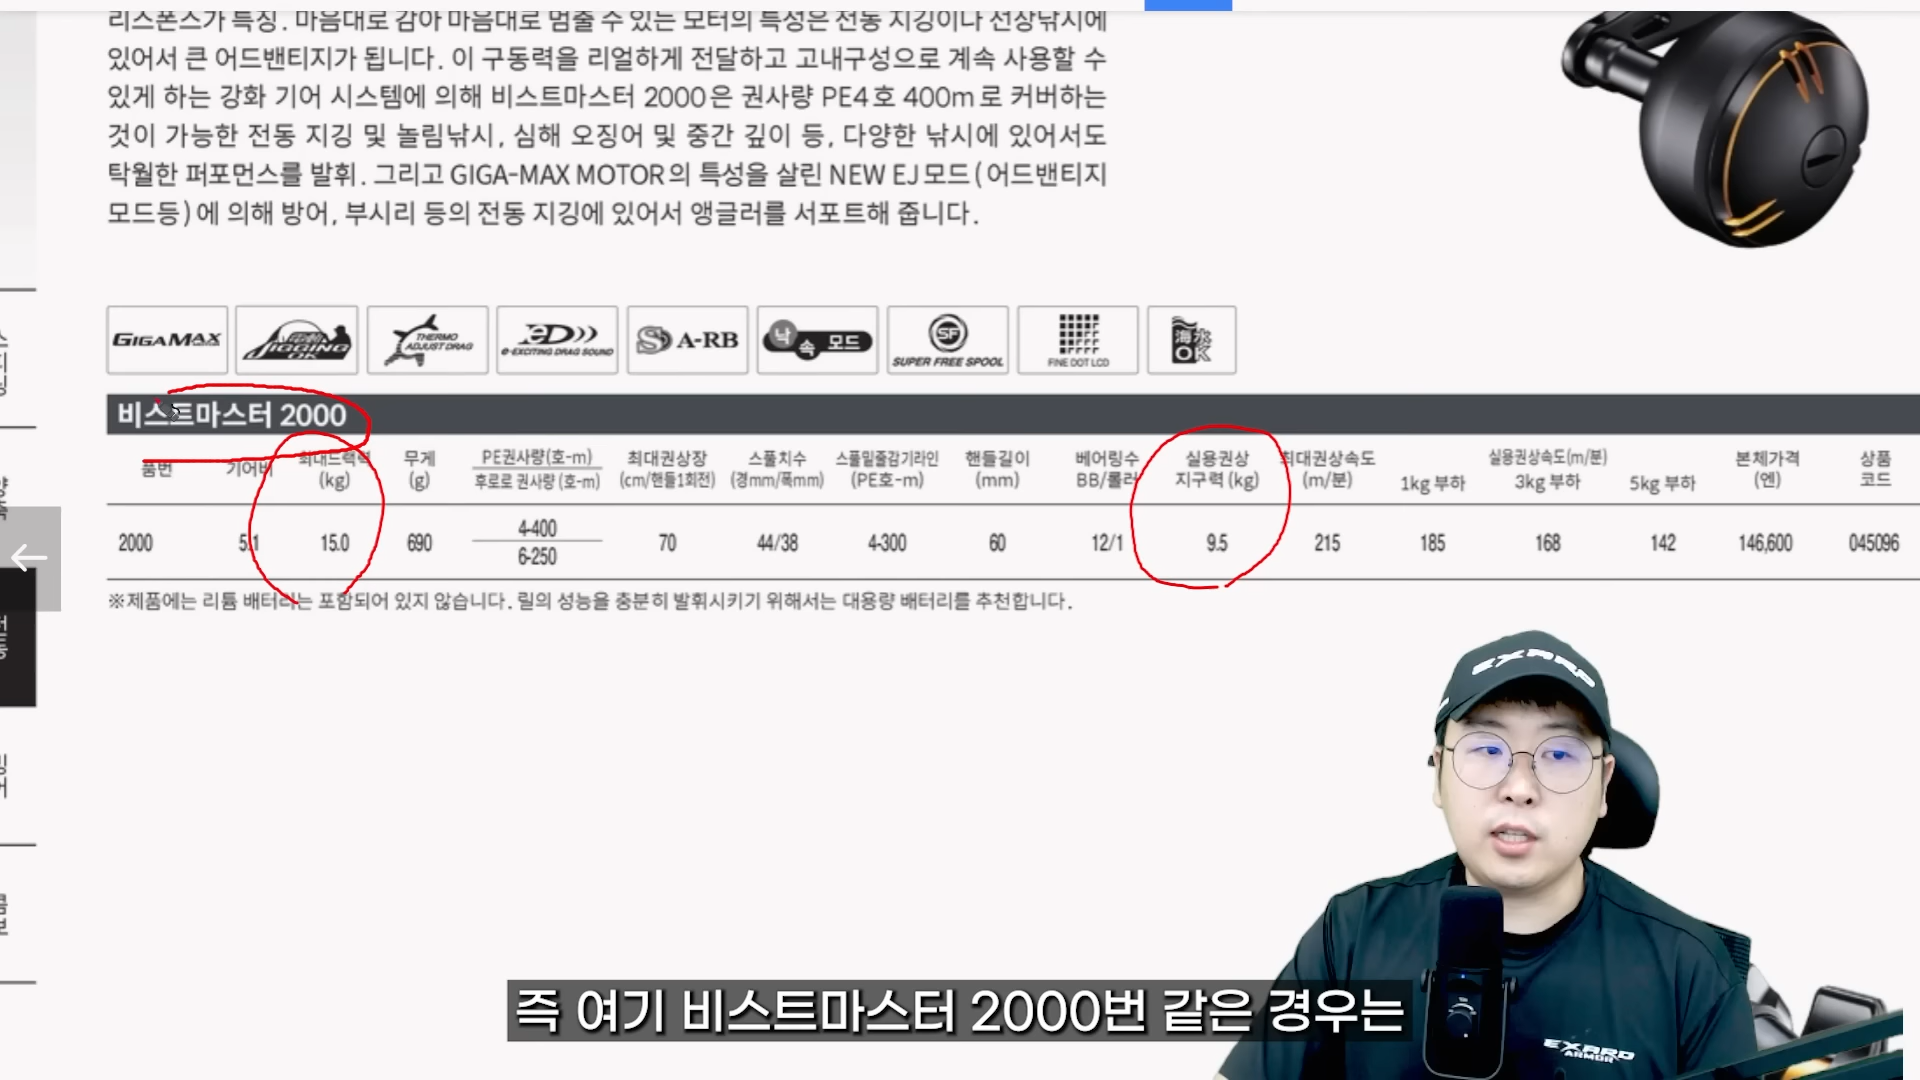 리스폰스가 특징. 마음대로 감아 마음대로 멈출 수 있는 모터의 특성은 전동 지깅이나 선상낚시에
있어서 큰 어드밴티지가 됩니다. 이 구동력을 리얼하게 전달하고 고내구성으로 계속 사용할 수
있게 하는 강화 기어 시스템에 의해 비스트마스터 2000은 권사량 PE4호 400m로 커버하는
것이 가능한 전동 지깅 및 놀림낚시, 심해 오징어 및 중간 깊이 등, 다양한 낚시에 있어서도
탁월한 퍼포먼스를 발휘. 그리고 GIGA-MAX MOTOR의 특성을 살린 NEW EJ모드(어드밴티지
모드등)에 의해 방어, 부시리 등의 전동 지깅에 있어서 앵글러를 서포트해 줍니다.
GIGAMAX
JIGGING OK
THERMO ADJUST DRAG
eD e-EXCITING DRAG SOUND
S A-RB
낙속 모드
SF SUPER FREE SPOOL
FINE DOT LCD
海水 OK
비스트마스터 2000
품번 기어비 최대드랙력 (kg) 무게 (g) PE권사량(호-m) 후로로 권사량 (호-m) 최대권상장 (cm/핸들1회전) 스풀치수 (경mm/폭mm) 스풀밑줄감기라인 (PE호-m) 핸들길이 (mm) 베어링수 BB/롤러 실용권상 지구력 (kg) 최대권상속도 (m/분) 실용권상속도(m/분) 1kg 부하 3kg 부하 5kg 부하 본체가격 (엔) 상품 코드
2000 5.1 15.0 690 4-400 6-250 70 44/38 4-300 60 12/1 9.5 215 185 168 142 146,600 045096
※제품에는 리튬 배터리는 포함되어 있지 않습니다. 릴의 성능을 충분히 발휘시키기 위해서는 대용량 배터리를 추천합니다.
EXARD
EXARD
ARMOR
즉 여기 비스트마스터 2000번 같은 경우는